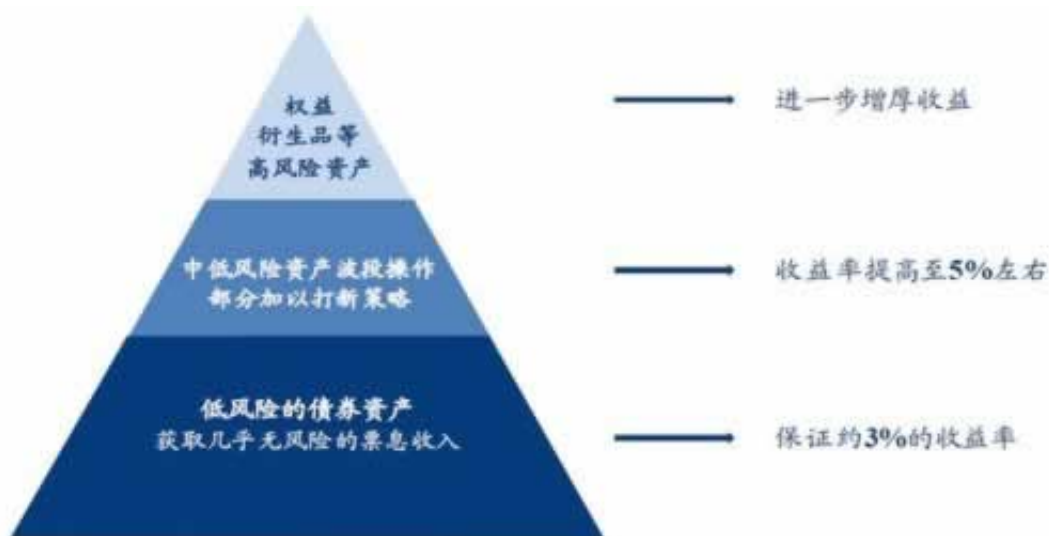 权益
衍生品等
高风险资产
进一步增厚收益
中低风险资产波段操作
部分加以打新策略
收益率提高至5%左右
低风险的债券资产
获取几乎无风险的票息收入
保证约3%的收益率